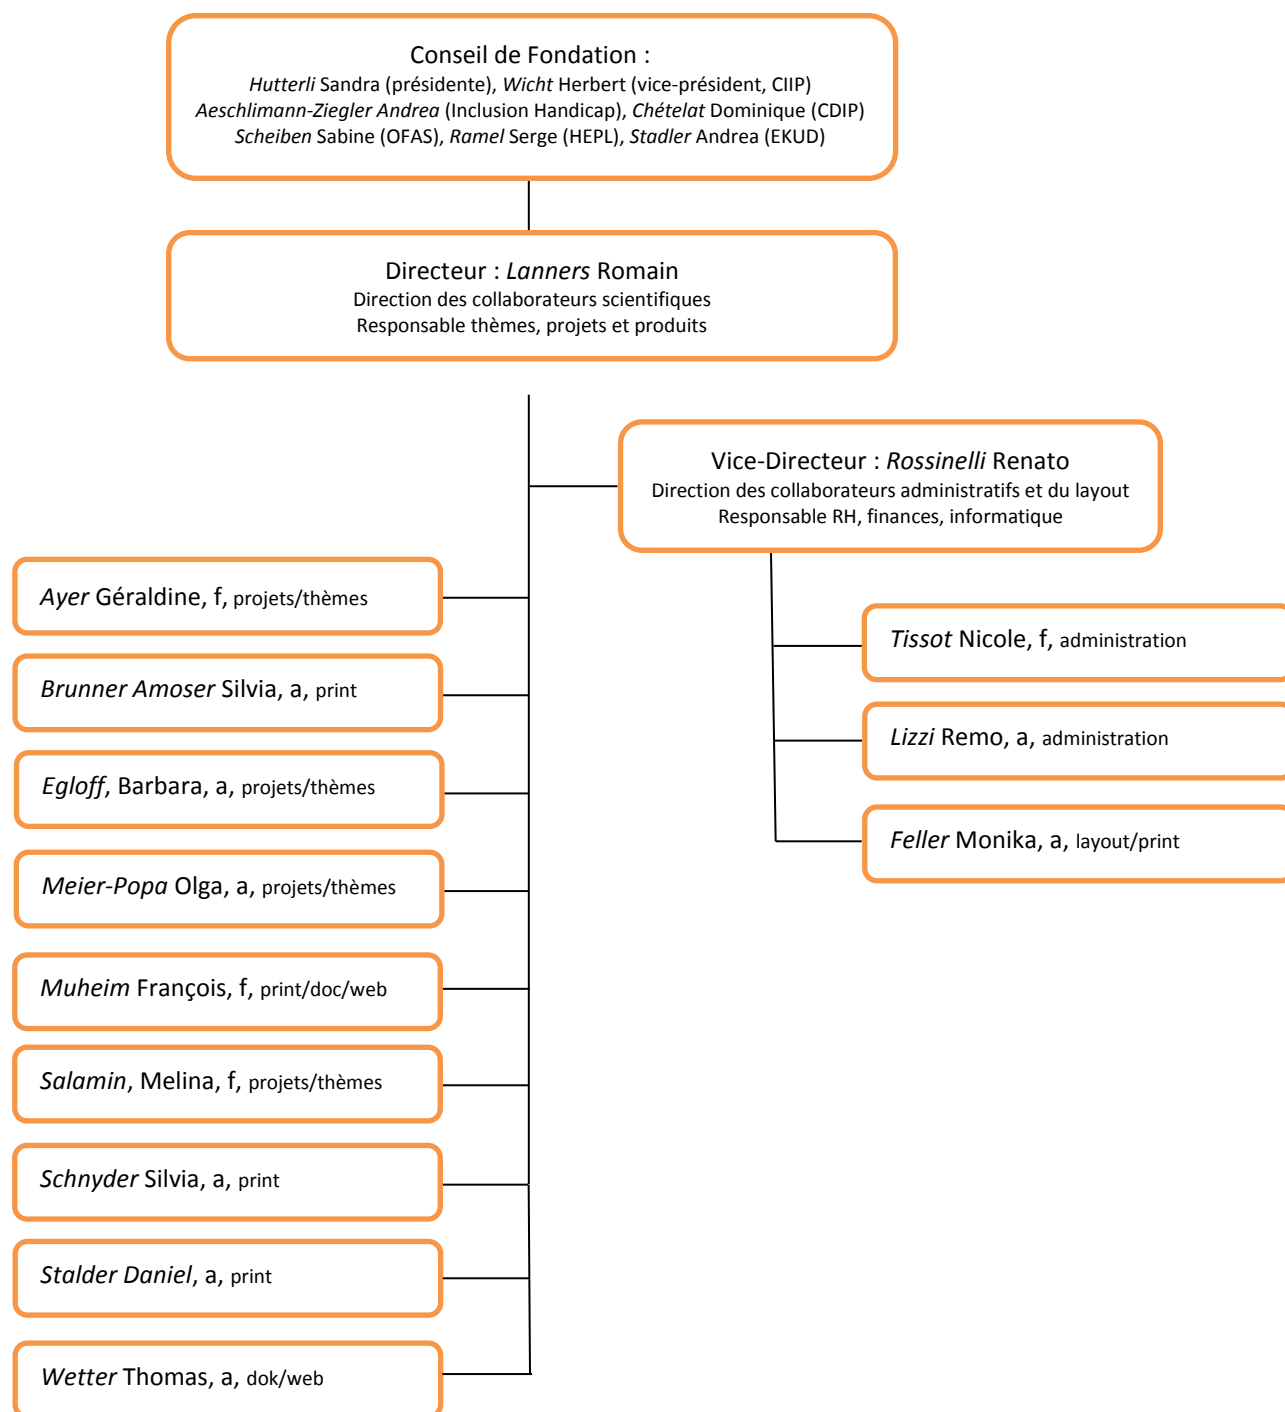 Conseil de Fondation :
Hutterli Sandra (présidente), Wicht Herbert (vice-président, CIIP)
Aeschlimann-Ziegler Andrea (Inclusion Handicap), Chételat Dominique (CDIP)
Scheiben Sabine (OFAS), Ramel Serge (HEPL), Stadler Andrea (EKUD)
Directeur : Lanners Romain
Direction des collaborateurs scientifiques
Responsable thèmes, projets et produits
Vice-Directeur : Rossinelli Renato
Direction des collaborateurs administratifs et du layout
Responsable RH, finances, informatique
Ayer Géraldine, f, projets/thèmes
Brunner Amoser Silvia, a, print
Egloff, Barbara, a, projets/thèmes
Meier-Popa Olga, a, projets/thèmes
Muheim François, f, print/doc/web
Salamin, Melina, f, projets/thèmes
Schnyder Silvia, a, print
Stalder Daniel, a, print
Wetter Thomas, a, dok/web
Tissot Nicole, f, administration
Lizzi Remo, a, administration
Feller Monika, a, layout/print